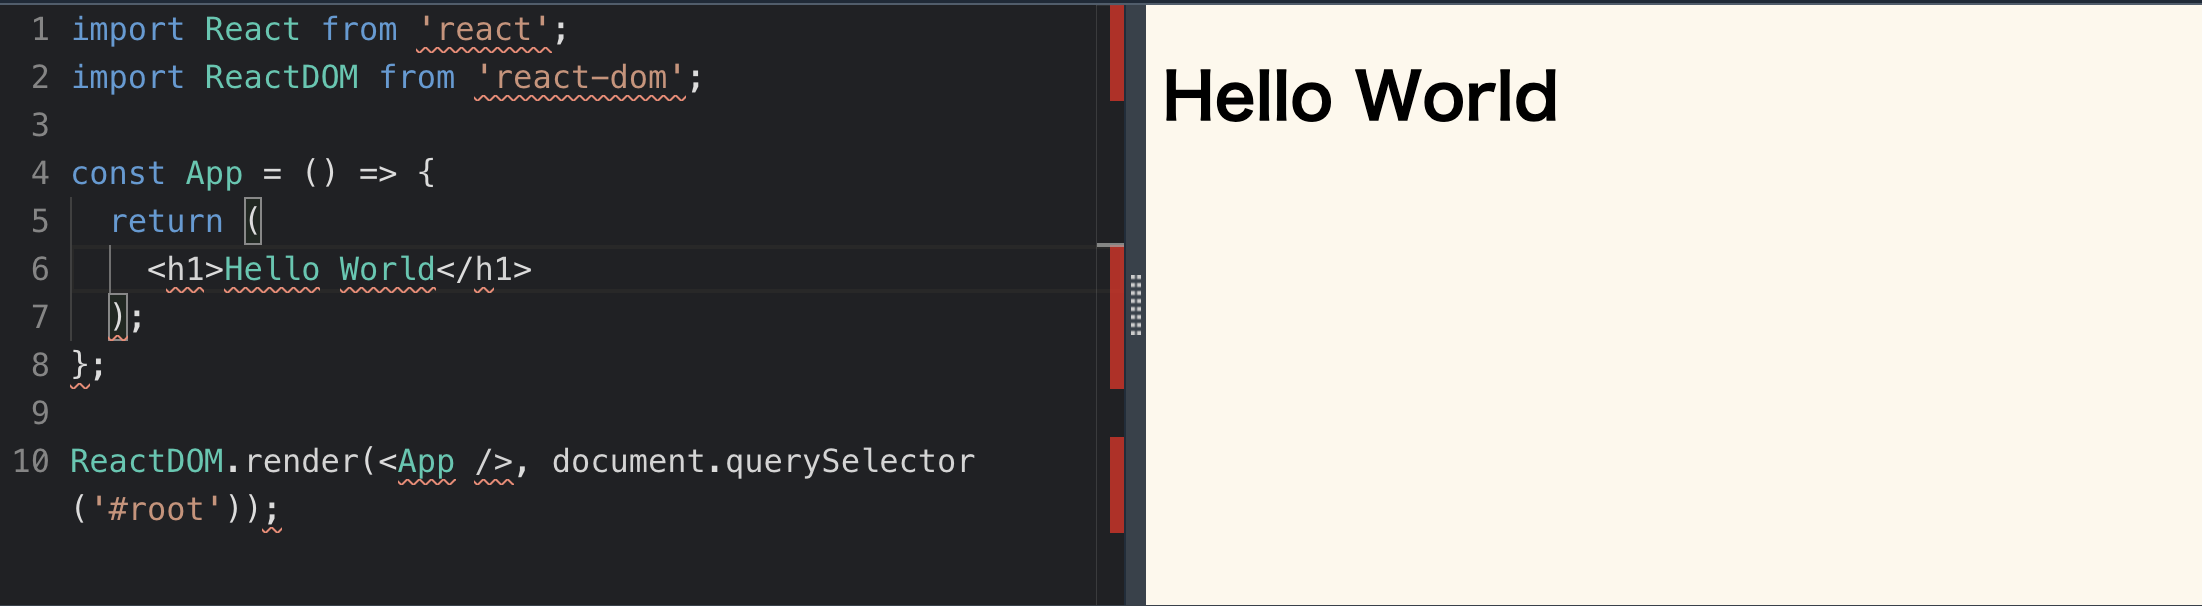 1 import React from 'react';
2 import ReactDOM from 'react-dom';
3
4 const App = () => {
5   return (
6     <h1>Hello World</h1>
7   );
8 };
9
10 ReactDOM.render(<App />, document.querySelector
('#root'));
Hello World